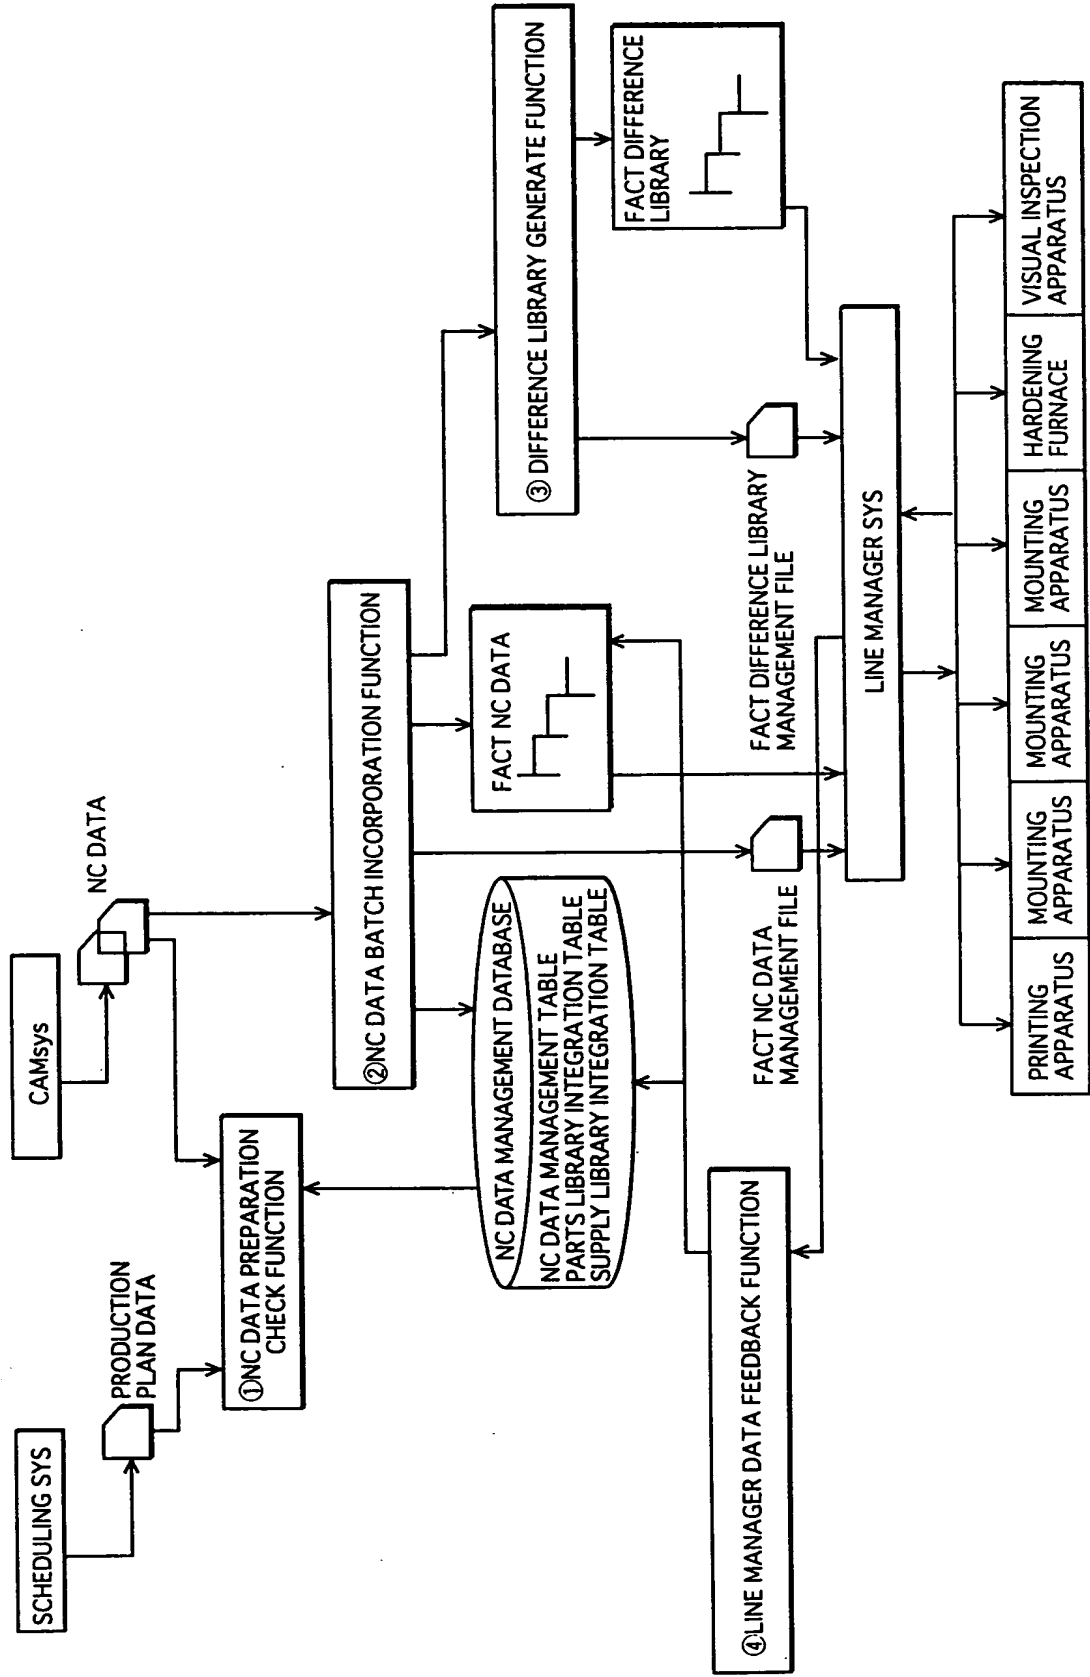 SCHEDULING SYS
CAMsys
PRODUCTION
PLAN DATA
NC DATA
①NC DATA PREPARATION
CHECK FUNCTION
②NC DATA BATCH INCORPORATION FUNCTION
NC DATA MANAGEMENT DATABASE
NC DATA MANAGEMENT TABLE
PARTS LIBRARY INTEGRATION TABLE
SUPPLY LIBRARY INTEGRATION TABLE
FACT NC DATA
③ DIFFERENCE LIBRARY GENERATE FUNCTION
FACT DIFFERENCE
LIBRARY
④LINE MANAGER DATA FEEDBACK FUNCTION
FACT NC DATA
MANAGEMENT FILE
FACT DIFFERENCE LIBRARY
MANAGEMENT FILE
LINE MANAGER SYS
PRINTING
APPARATUS
MOUNTING
APPARATUS
MOUNTING
APPARATUS
MOUNTING
APPARATUS
HARDENING
FURNACE
VISUAL INSPECTION
APPARATUS